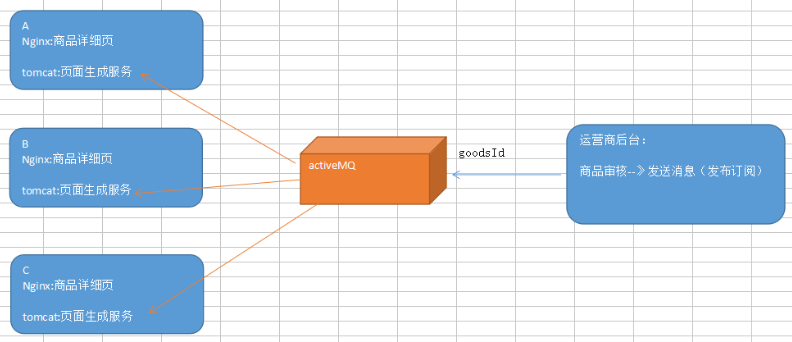 A
Nginx:商品详细页
tomcat:页面生成服务
B
Nginx:商品详细页
tomcat:页面生成服务
C
Nginx:商品详细页
tomcat:页面生成服务
activeMQ
goodsId
运营商后台：
商品审核--》发送消息（发布订阅）